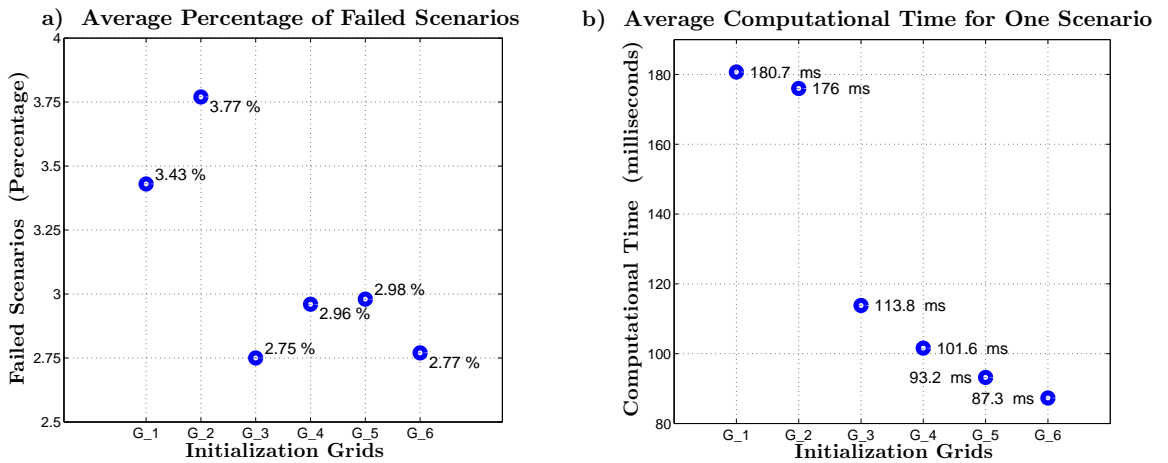 a) Average Percentage of Failed Scenarios
Failed Scenarios (Percentage)
4
3.75
3.5
3.25
3
2.75
2.5
3.43 %
3.77 %
2.75 %
2.96 %
2.98 %
2.77 %
G_1 G_2 G_3 G_4 G_5 G_6
Initialization Grids
b) Average Computational Time for One Scenario
Computational Time (milliseconds)
180
160
140
120
100
80
180.7 ms
176 ms
113.8 ms
101.6 ms
93.2 ms
87.3 ms
G_1 G_2 G_3 G_4 G_5 G_6
Initialization Grids